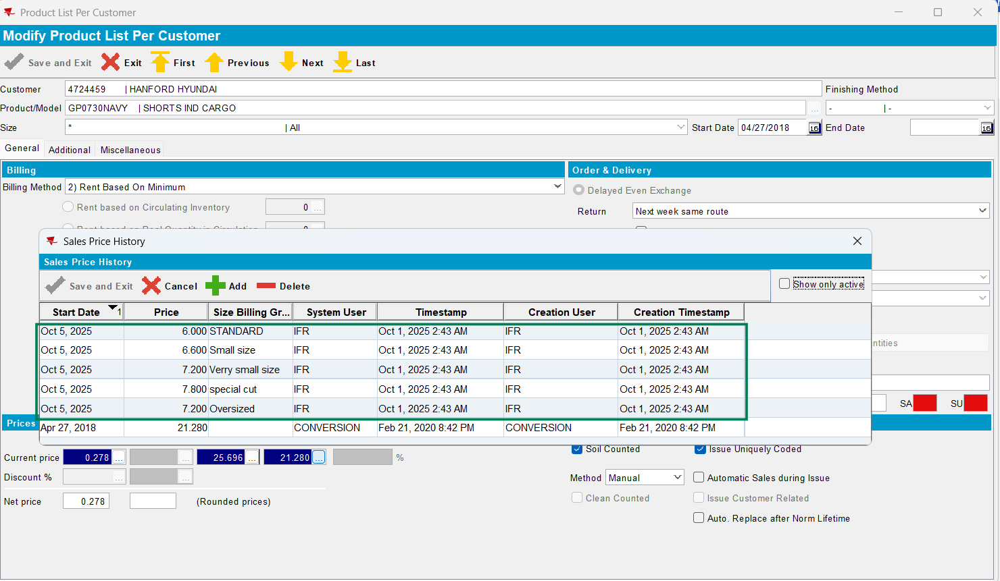 Product List Per Customer
Modify Product List Per Customer
Save and Exit Exit First Previous Next Last
Customer 4724459 | HANFORD HYUNDAI Finishing Method
Product/Model GP0730NAVY | SHORTS IND CARGO ... - | -
Size * | All Start Date 04/27/2018 16 End Date 16
General Additional Miscellaneous
Billing Order & Delivery
Billing Method 2) Rent Based On Minimum Delayed Even Exchange
Rent based on Circulating Inventory 0 ...
Return Next week same route
Rent based on Real Quantity in Circulation 0
Sales Price History
Sales Price History
Save and Exit Cancel Add Delete Show only active
Start Date 1 Price Size Billing Gr... System User Timestamp Creation User Creation Timestamp
Oct 5, 2025 6.000 STANDARD IFR Oct 1, 2025 2:43 AM IFR Oct 1, 2025 2:43 AM
Oct 5, 2025 6.600 Small size IFR Oct 1, 2025 2:43 AM IFR Oct 1, 2025 2:43 AM
Oct 5, 2025 7.200 Verry small size IFR Oct 1, 2025 2:43 AM IFR Oct 1, 2025 2:43 AM
Oct 5, 2025 7.800 special cut IFR Oct 1, 2025 2:43 AM IFR Oct 1, 2025 2:43 AM
Oct 5, 2025 7.200 Oversized IFR Oct 1, 2025 2:43 AM IFR Oct 1, 2025 2:43 AM
Apr 27, 2018 21.280 CONVERSION Feb 21, 2020 8:42 PM CONVERSION Feb 21, 2020 8:42 PM
ntities
SA SU
Prices
Current price 0.278 ... ... 25.696 ... 21.280 ... %
Discount % ... ...
Net price 0.278 (Rounded prices)
Soil Counted Issue Uniquely Coded
Method Manual Automatic Sales during Issue
Clean Counted Issue Customer Related
Auto. Replace after Norm Lifetime